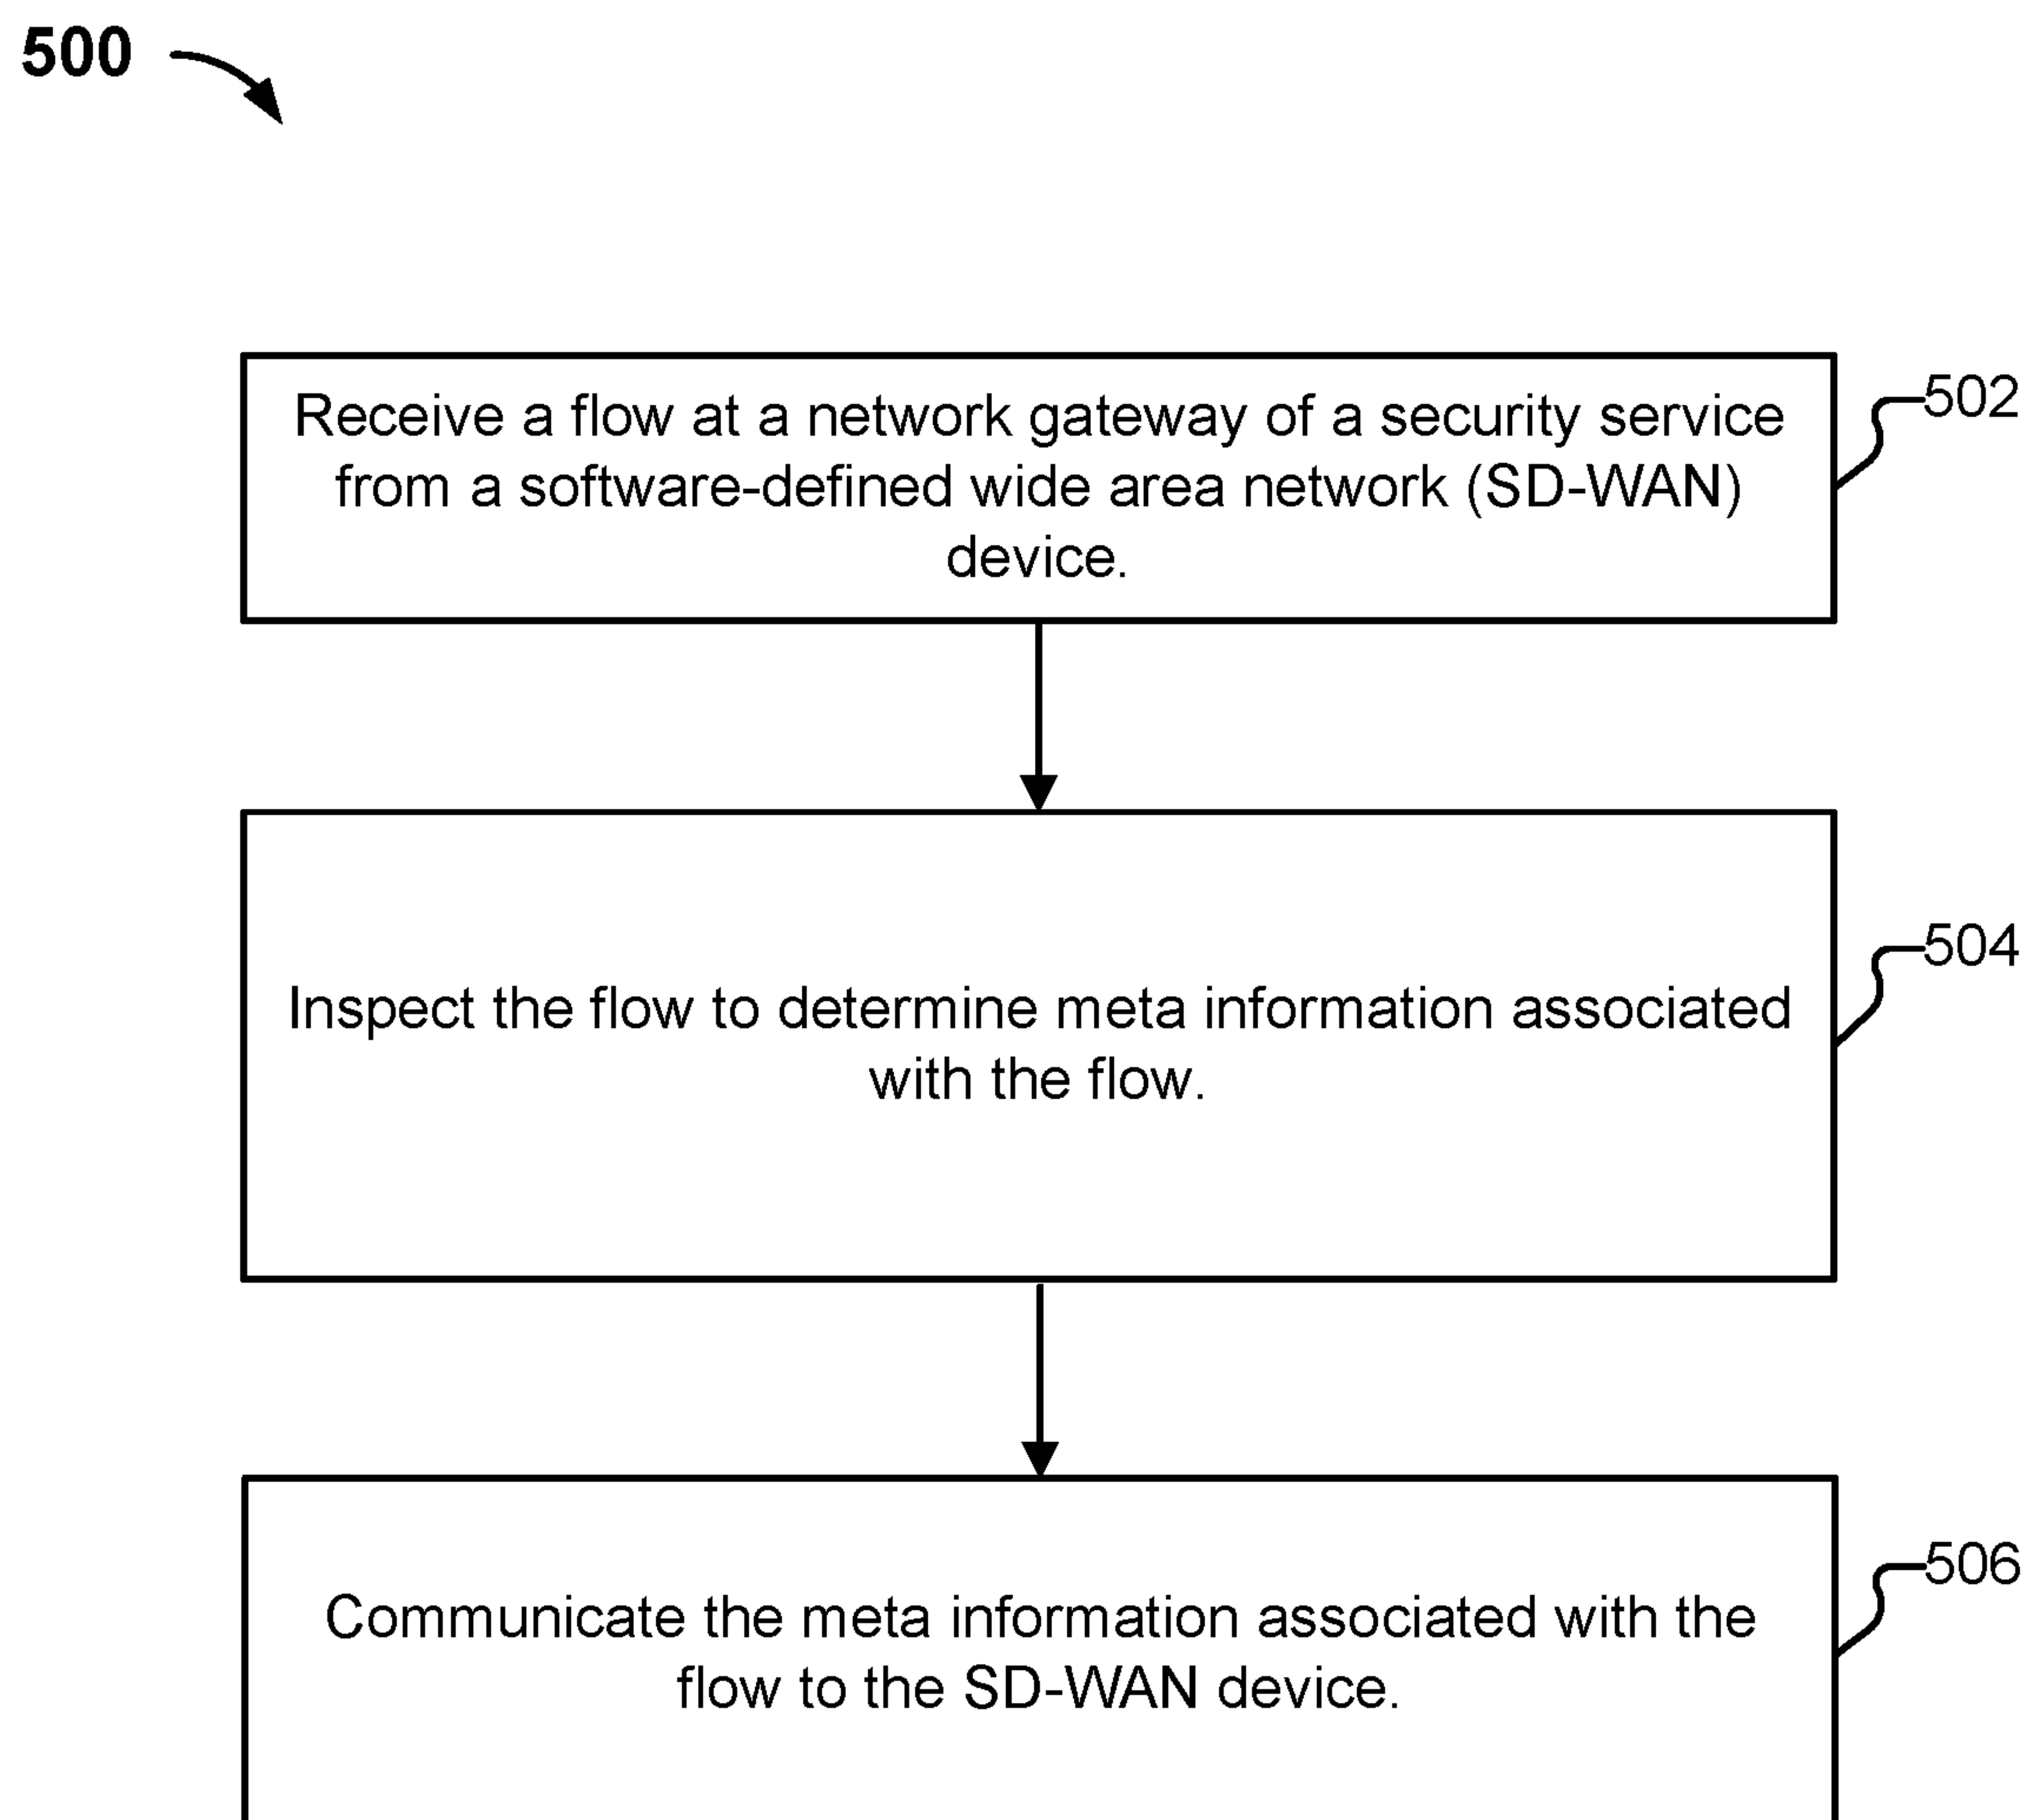 500
Receive a flow at a network gateway of a security service
from a software-defined wide area network (SD-WAN)
device.
502
Inspect the flow to determine meta information associated
with the flow.
504
Communicate the meta information associated with the
flow to the SD-WAN device.
506